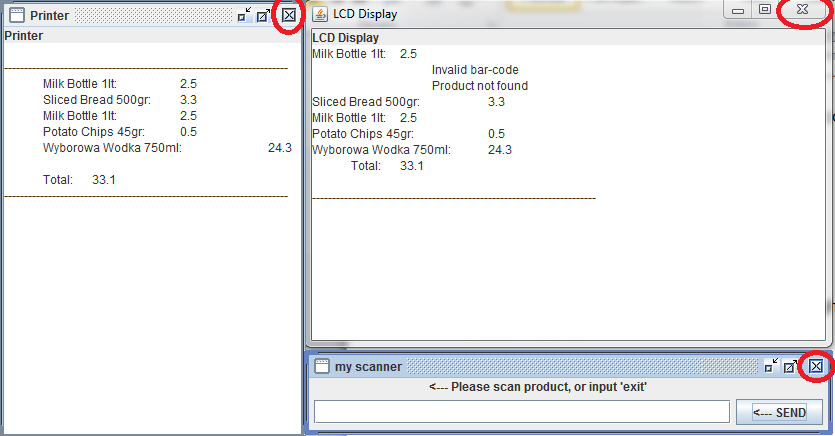 Printer
Printer
Milk Bottle 1lt: 2.5
Sliced Bread 500gr: 3.3
Milk Bottle 1lt: 2.5
Potato Chips 45gr: 0.5
Wyborowa Wodka 750ml: 24.3
Total: 33.1
LCD Display
LCD Display
Milk Bottle 1lt: 2.5
Invalid bar-code
Product not found
Sliced Bread 500gr: 3.3
Milk Bottle 1lt: 2.5
Potato Chips 45gr: 0.5
Wyborowa Wodka 750ml: 24.3
Total: 33.1
my scanner
<--- Please scan product, or input 'exit'
<--- SEND